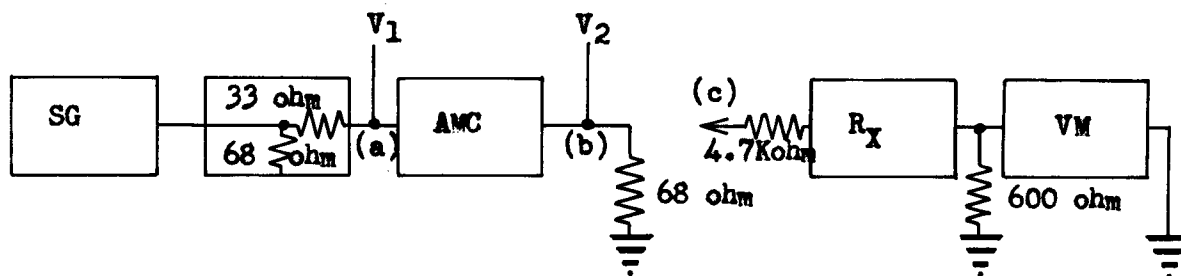 V1
V2
SG
33 ohm
68 ohm
(a)
AMC
(b)
68 ohm
(c)
4.7Kohm
RX
VM
600 ohm